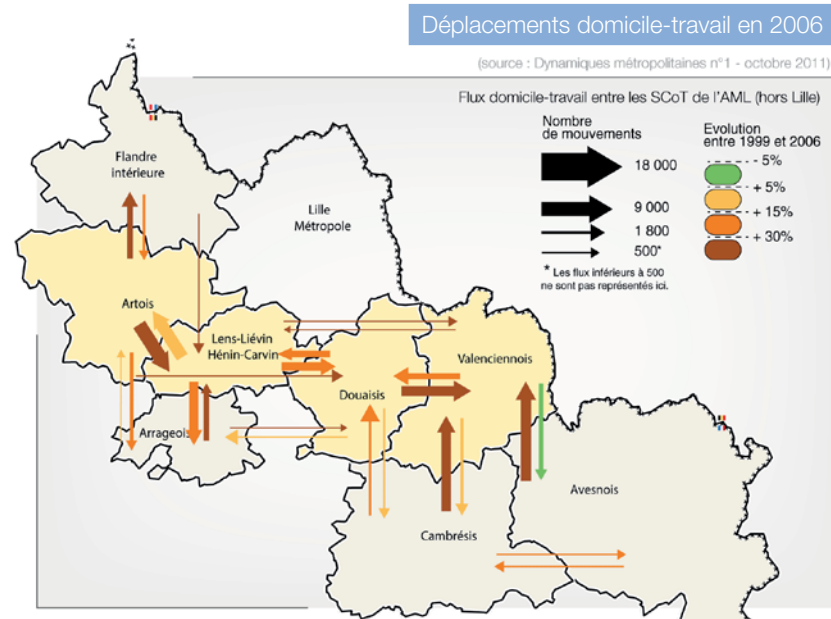 Déplacements domicile-travail en 2006
(source : Dynamiques métropolitaines n°1 - octobre 2011)
Flux domicile-travail entre les SCoT de l'AML (hors Lille)
Nombre
de mouvements
18 000
9 000
1 800
500*
* Les flux inférieurs à 500
ne sont pas représentés ici.
Evolution
entre 1999 et 2006
- 5%
+ 5%
+ 15%
+ 30%
Flandre
intérieure
Lille
Métropole
Artois
Lens-Liévin
Hénin-Carvin
Valenciennois
Douaisis
Arrageois
Avesnois
Cambrésis